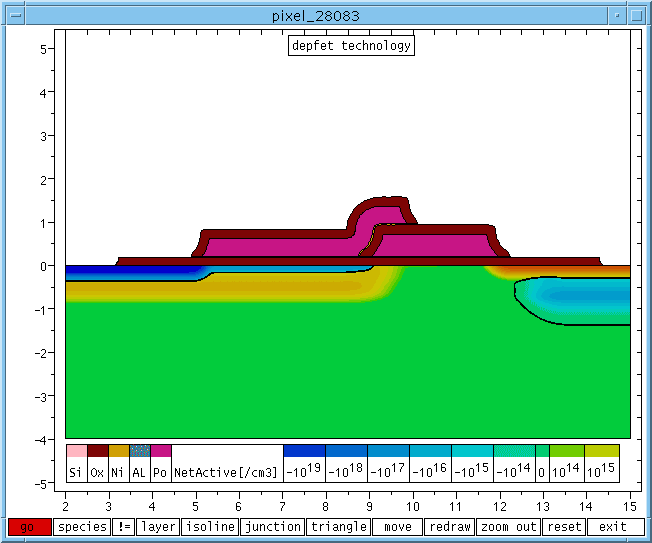 pixel_28083
depfet technology
5
4
3
2
1
0
-1
-2
-3
-4
-5
Si Ox Ni AL Po NetActive[/cm3] -10^19 -10^18 -10^17 -10^16 -10^15 -10^14 0 10^14 10^15
2 3 4 5 6 7 8 9 10 11 12 13 14 15
go species != layer isoline junction triangle move redraw zoom out reset exit